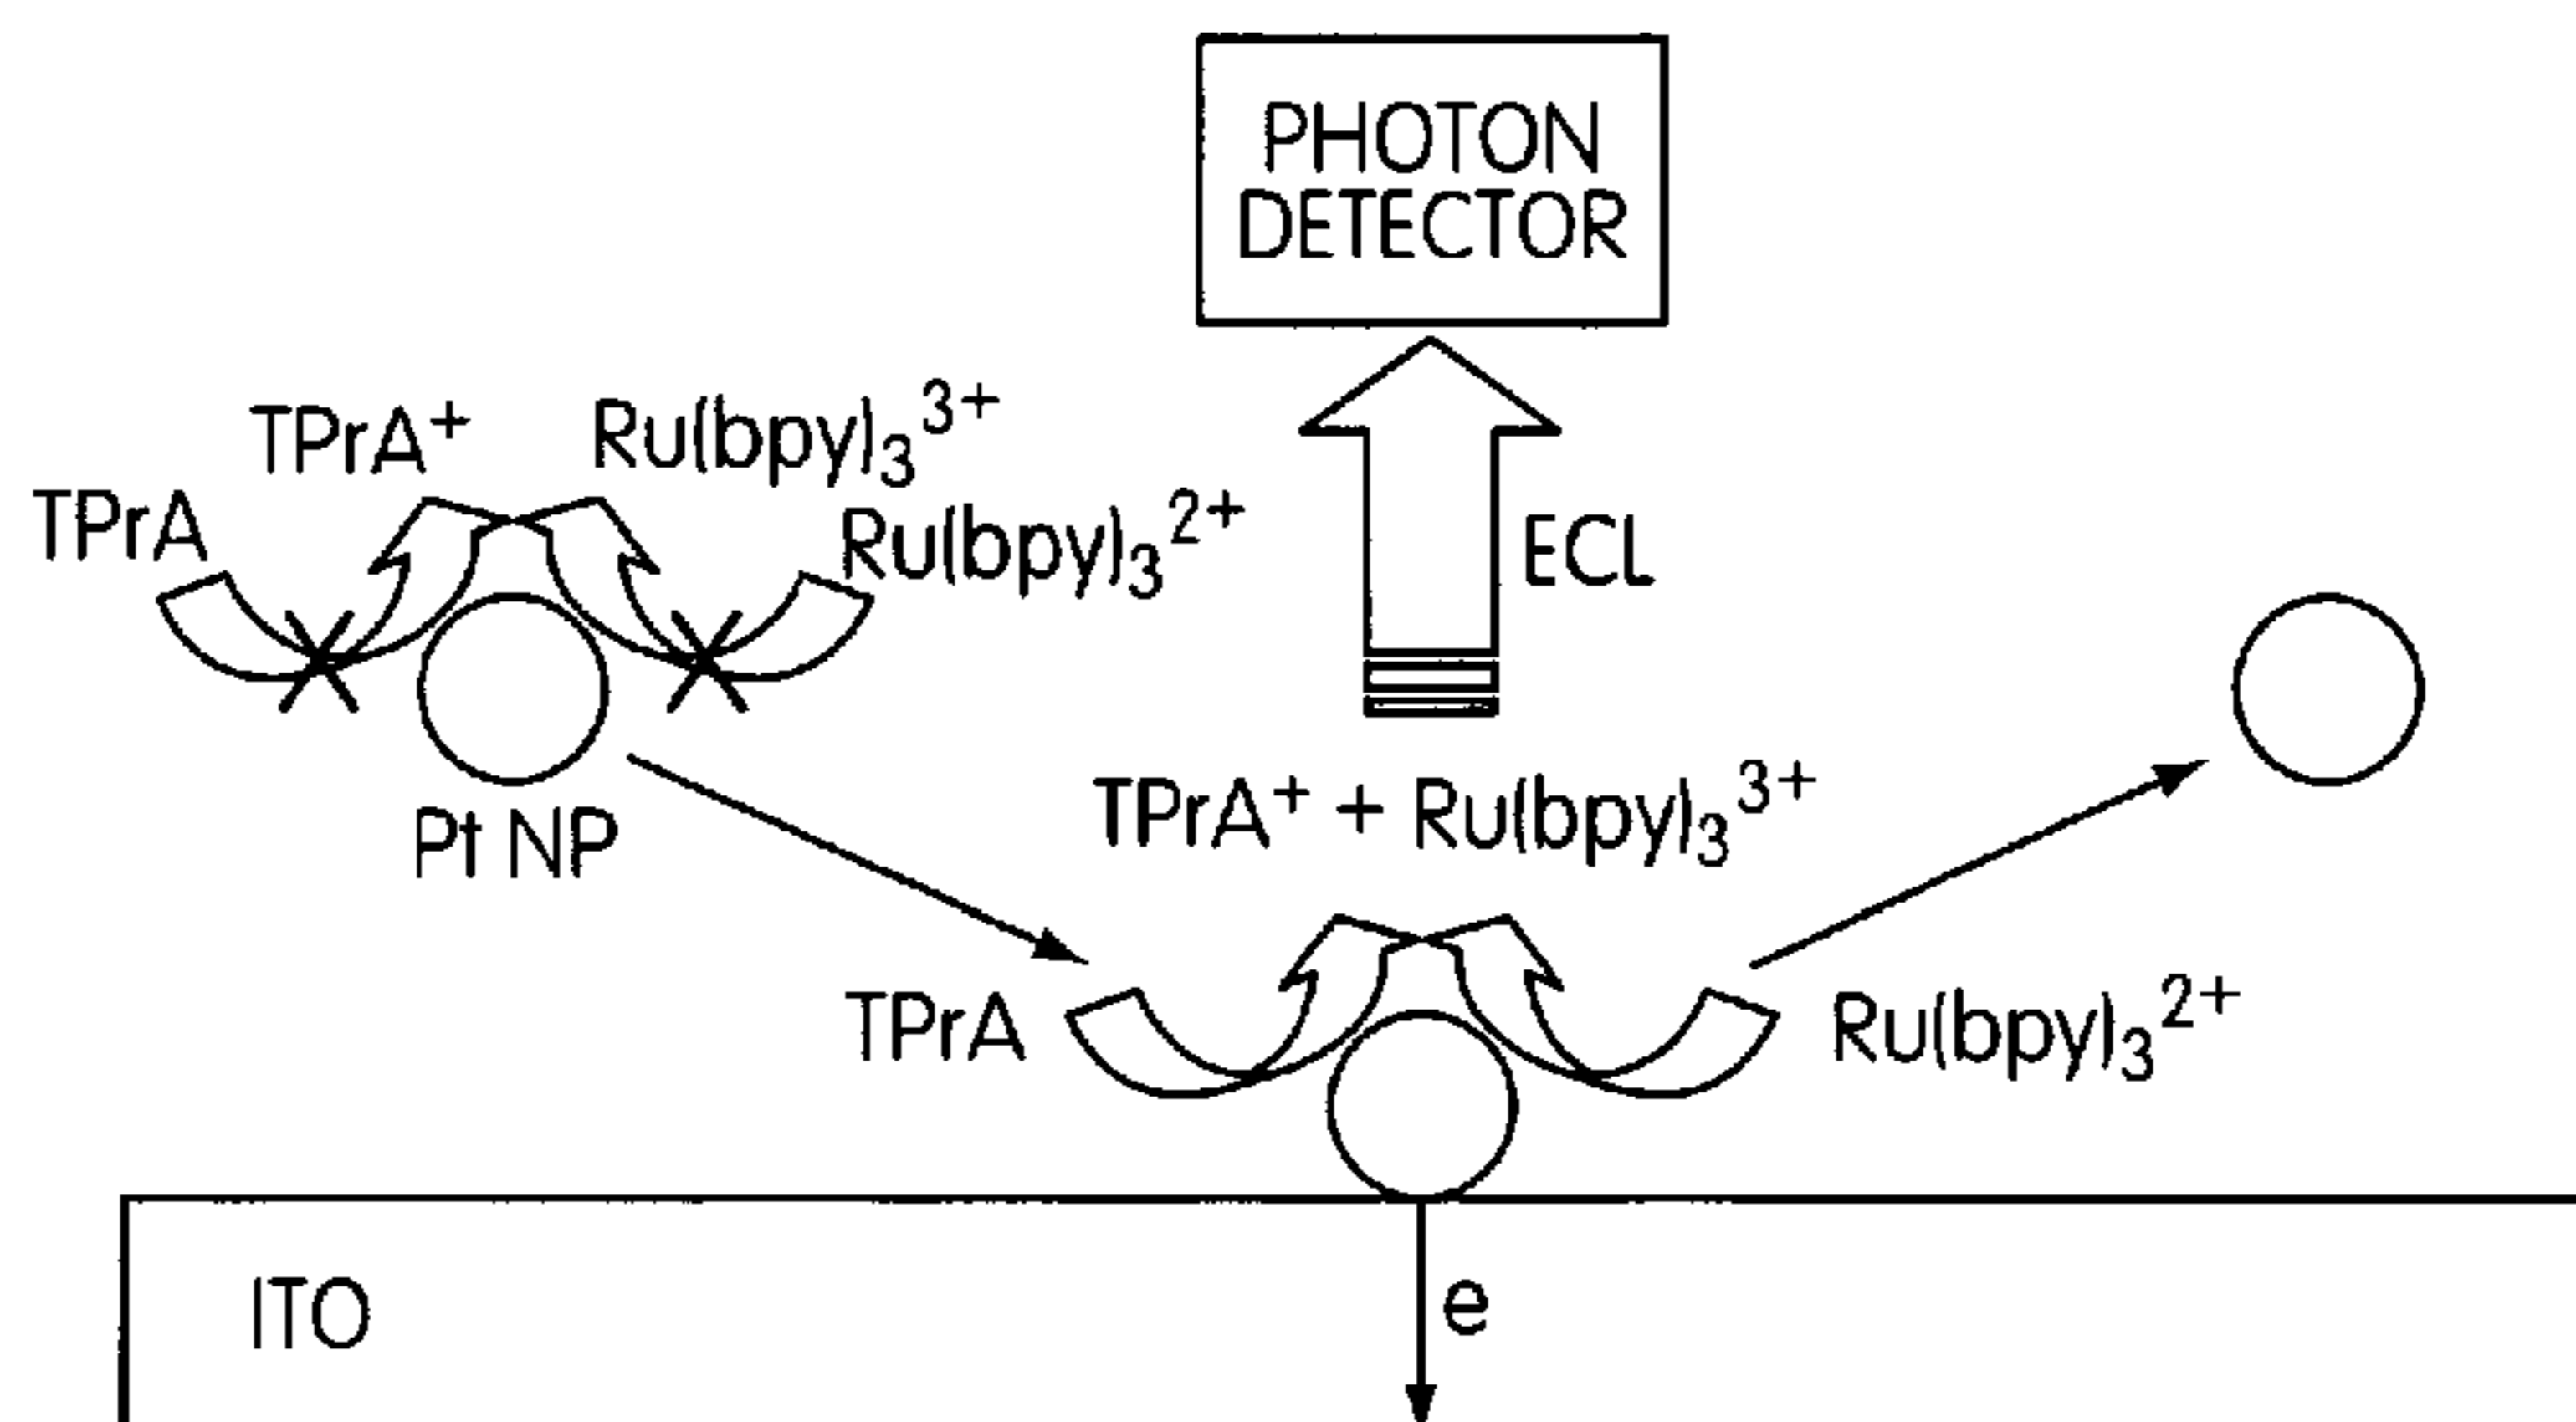 PHOTON
DETECTOR
TPrA⁺ Ru(bpy)₃³⁺
TPrA Ru(bpy)₃²⁺
ECL
Pt NP
TPrA⁺ + Ru(bpy)₃³⁺
TPrA Ru(bpy)₃²⁺
ITO
e